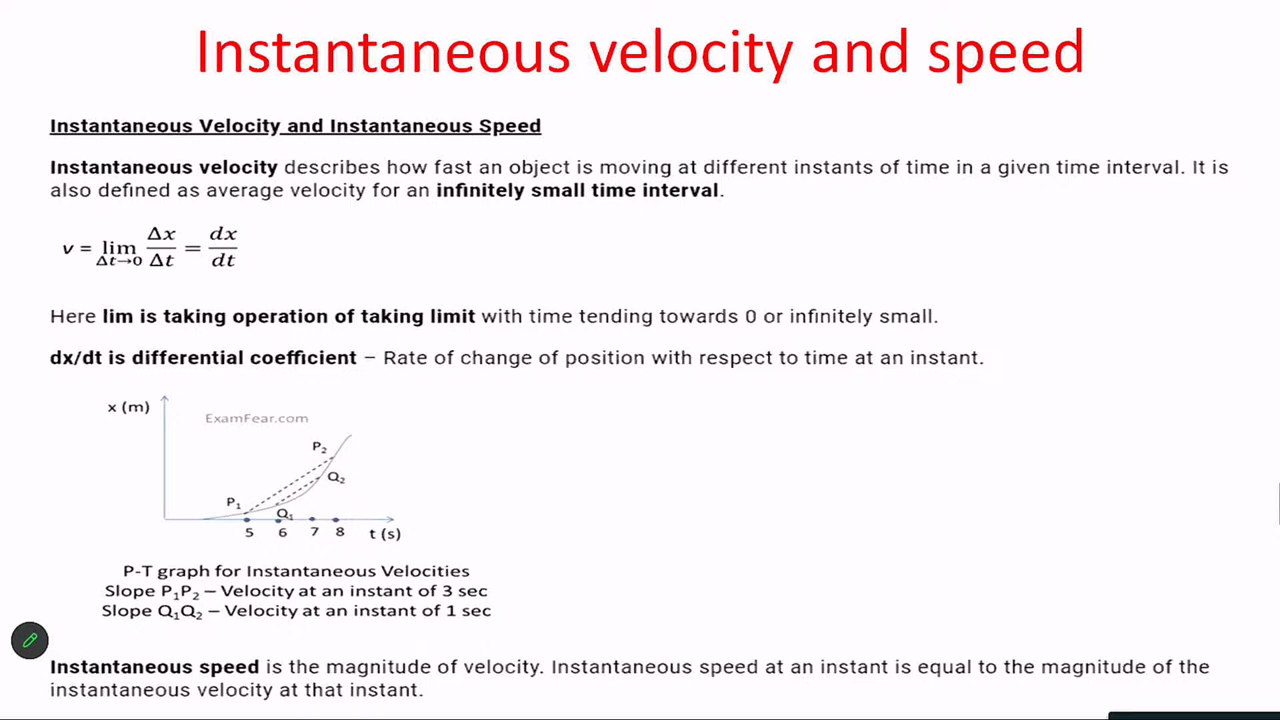 Instantaneous velocity and speed
Instantaneous Velocity and Instantaneous Speed
Instantaneous velocity describes how fast an object is moving at different instants of time in a given time interval. It is
also defined as average velocity for an infinitely small time interval.
v = lim Δt→0 Δx/Δt = dx/dt
Here lim is taking operation of taking limit with time tending towards 0 or infinitely small.
dx/dt is differential coefficient – Rate of change of position with respect to time at an instant.
x (m)
ExamFear.com
P₂
Q₂
P₁
Q₁
5 6 7 8 t (s)
P-T graph for Instantaneous Velocities
Slope P₁P₂ – Velocity at an instant of 3 sec
Slope Q₁Q₂ – Velocity at an instant of 1 sec
Instantaneous speed is the magnitude of velocity. Instantaneous speed at an instant is equal to the magnitude of the
instantaneous velocity at that instant.